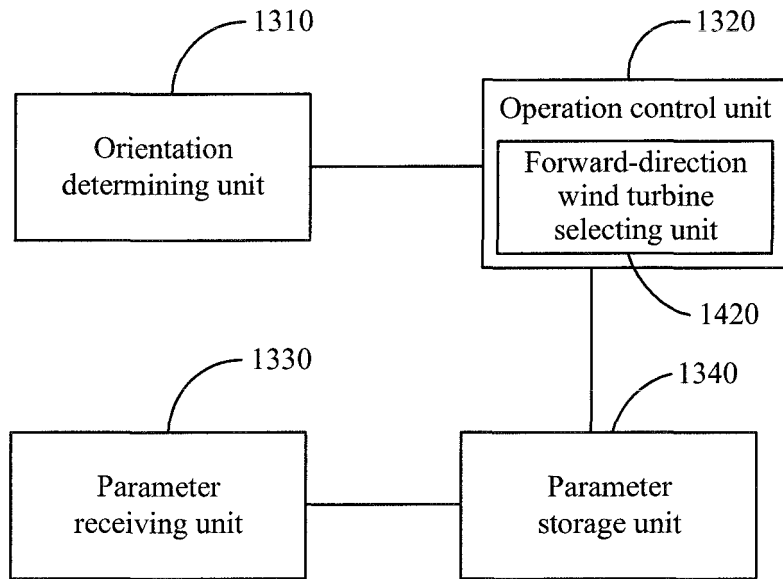 1310
1320
Orientation
determining unit
Operation control unit
Forward-direction
wind turbine
selecting unit
1420
1330
1340
Parameter
receiving unit
Parameter
storage unit